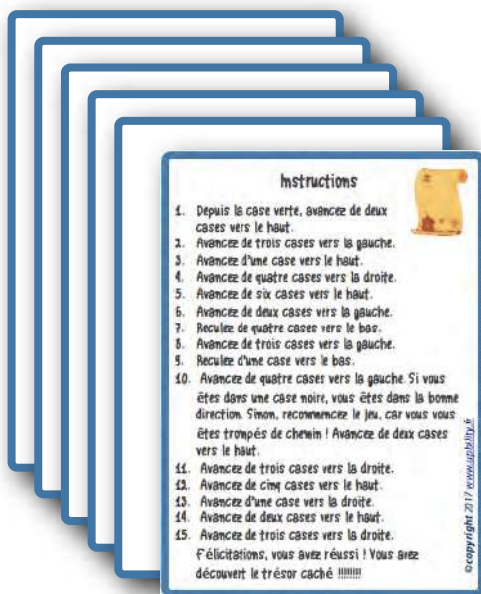 Instructions
1. Depuis la case verte, avancez de deux
cases vers le haut.
2. Avancez de trois cases vers la gauche.
3. Avancez d'une case vers le haut.
4. Avancez de quatre cases vers la droite.
5. Avancez de six cases vers le haut.
6. Avancez de deux cases vers la gauche.
7. Reculez de quatre cases vers le bas.
8. Avancez de trois cases vers la gauche.
9. Reculez d'une case vers le bas.
10. Avancez de quatre cases vers la gauche. Si vous
êtes dans une case noire, vous êtes dans la bonne
direction. Sinon, recommencez le jeu, car vous vous
êtes trompés de chemin ! Avancez de deux cases
vers le haut.
11. Avancez de trois cases vers la droite.
12. Avancez de cinq cases vers le haut.
13. Avancez d'une case vers la droite.
14. Avancez de deux cases vers le haut.
15. Avancez de trois cases vers la droite.
Félicitations, vous avez réussi ! Vous avez
découvert le trésor caché !!!!!!!!
©copyright 2017 www.upbility.fr